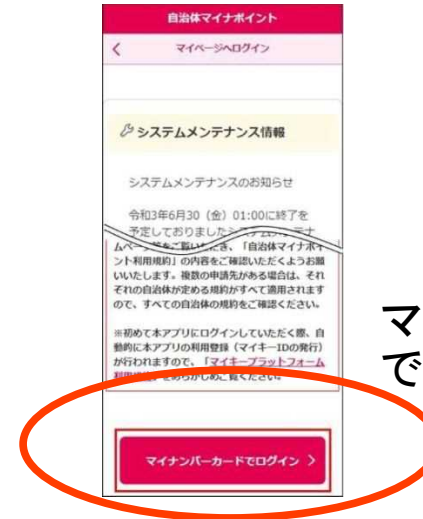 自治体マイナポイント
マイページへログイン
システムメンテナンス情報
システムメンテナンスのお知らせ
令和3年6月30（金）01:00に終了を
予定しておりましたシステムメンテナ
ムページ等をご覧いただき、「自治体マイナポイ
ント利用規約」の内容をご確認いただくようお願
いいたします。複数の申請先がある場合は、それ
ぞれの自治体が定める規約がすべて適用されます
ので、すべての自治体の規約をご確認ください。
※初めて本アプリにログインしていただく際、自
動的に本アプリの利用登録（マイキーIDの発行）
が行われますので、「マイキープラットフォーム
をあらかじめご覧ください。
マイナンバーカードでログイン
マ
で